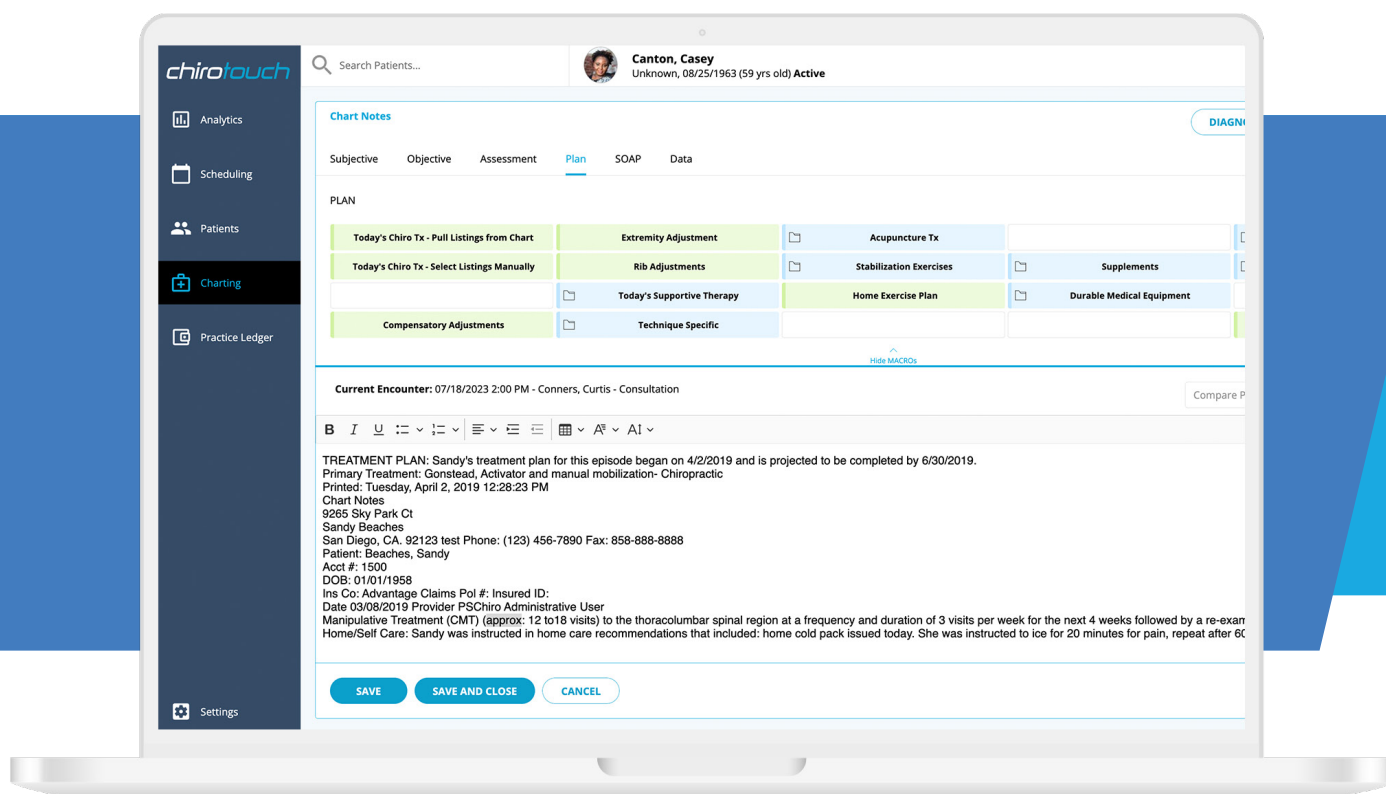 chirotouch
Search Patients...
Canton, Casey
Unknown, 08/25/1963 (59 yrs old) Active
Analytics
Scheduling
Patients
Charting
Practice Ledger
Settings
Chart Notes
Subjective Objective Assessment Plan SOAP Data
PLAN
Today's Chiro Tx - Pull Listings from Chart Extremity Adjustment Acupuncture Tx
Today's Chiro Tx - Select Listings Manually Rib Adjustments Stabilization Exercises Supplements
Today's Supportive Therapy Home Exercise Plan Durable Medical Equipment
Compensatory Adjustments Technique Specific
Hide MACROs
Current Encounter: 07/18/2023 2:00 PM - Conners, Curtis - Consultation
Compare P
B I U
TREATMENT PLAN: Sandy's treatment plan for this episode began on 4/2/2019 and is projected to be completed by 6/30/2019.
Primary Treatment: Gonstead, Activator and manual mobilization- Chiropractic
Printed: Tuesday, April 2, 2019 12:28:23 PM
Chart Notes
9265 Sky Park Ct
Sandy Beaches
San Diego, CA. 92123 test Phone: (123) 456-7890 Fax: 858-888-8888
Patient: Beaches, Sandy
Acct #: 1500
DOB: 01/01/1958
Ins Co: Advantage Claims Pol #: Insured ID:
Date 03/08/2019 Provider PSChiro Administrative User
Manipulative Treatment (CMT) (approx: 12 to18 visits) to the thoracolumbar spinal region at a frequency and duration of 3 visits per week for the next 4 weeks followed by a re-exam
Home/Self Care: Sandy was instructed in home care recommendations that included: home cold pack issued today. She was instructed to ice for 20 minutes for pain, repeat after 60
SAVE SAVE AND CLOSE CANCEL